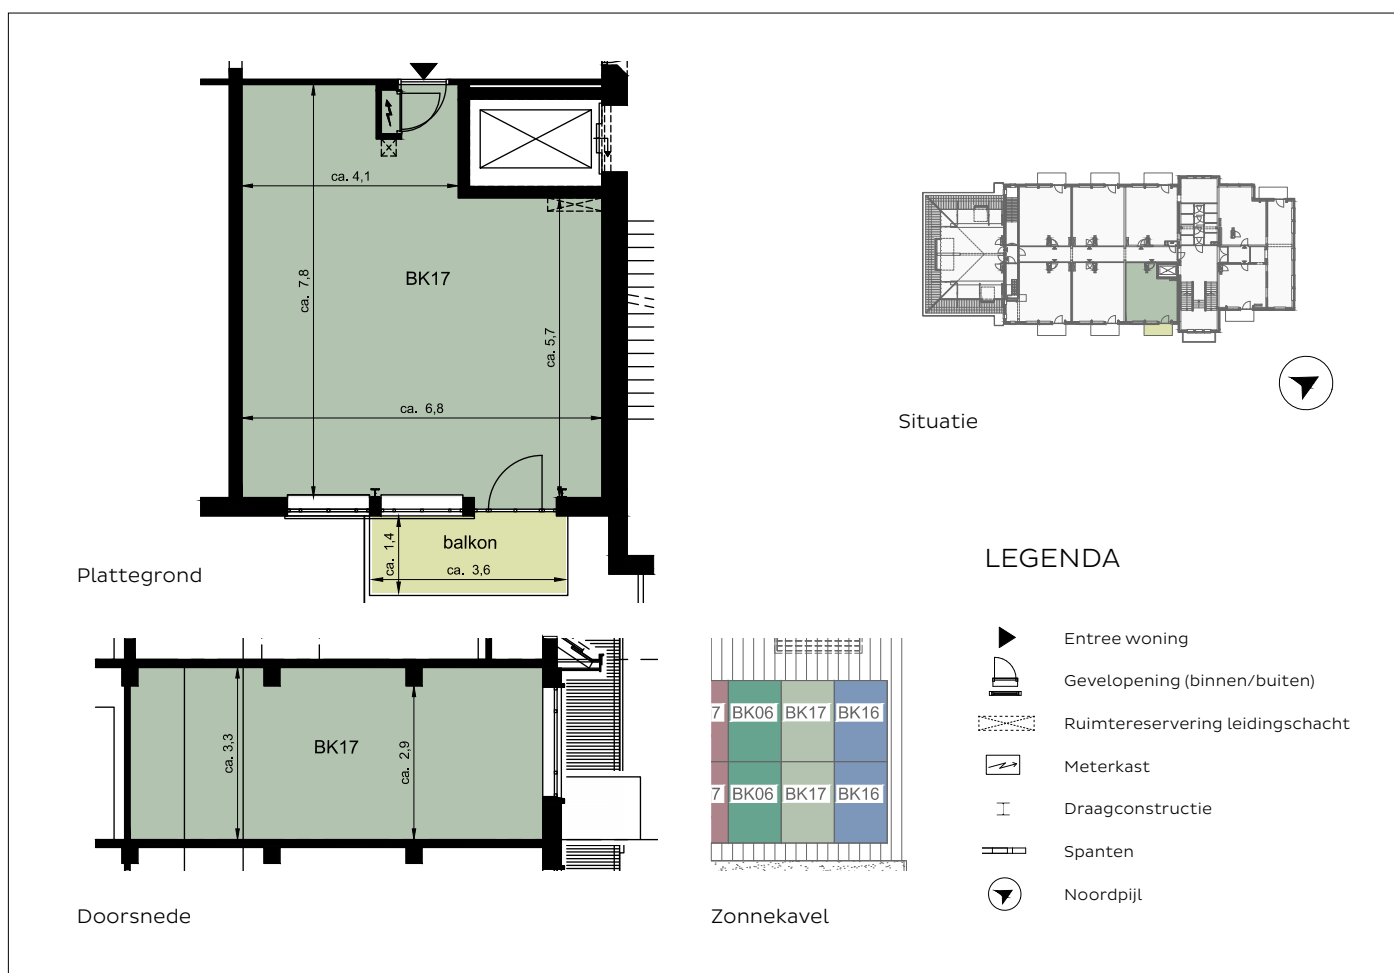 ca. 4,1
ca. 7,8
BK17
ca. 5,7
ca. 6,8
balkon
ca. 1,4
ca. 3,6
Plattegrond
Situatie
ca. 3,3
BK17
ca. 2,9
Doorsnede
7 BK06 BK17 BK16
7 BK06 BK17 BK16
Zonnekavel
LEGENDA
Entree woning
Gevelopening (binnen/buiten)
Ruimtereservering leidingschacht
Meterkast
Draagconstructie
Spanten
Noordpijl